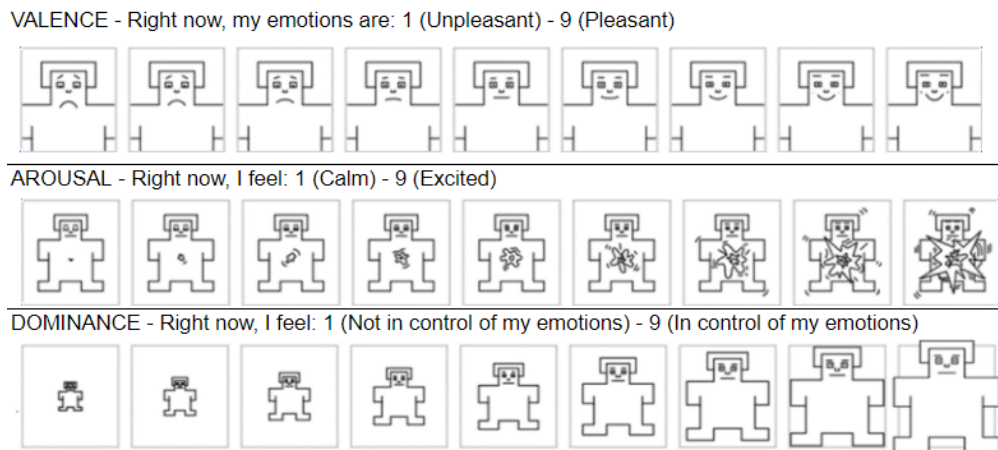 VALENCE - Right now, my emotions are: 1 (Unpleasant) - 9 (Pleasant)
AROUSAL - Right now, I feel: 1 (Calm) - 9 (Excited)
DOMINANCE - Right now, I feel: 1 (Not in control of my emotions) - 9 (In control of my emotions)